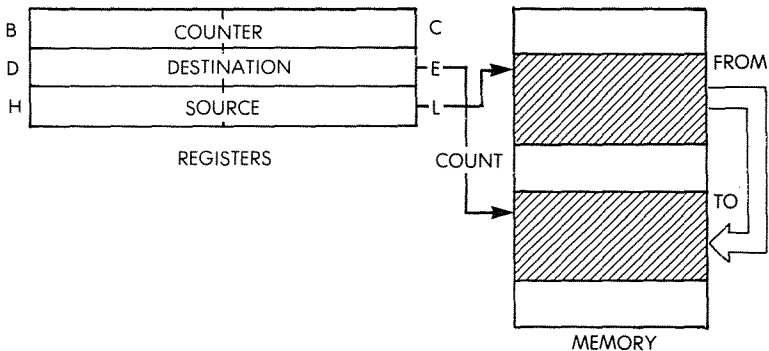 B COUNTER C
D DESTINATION E
H SOURCE L
REGISTERS
COUNT
FROM
TO
MEMORY